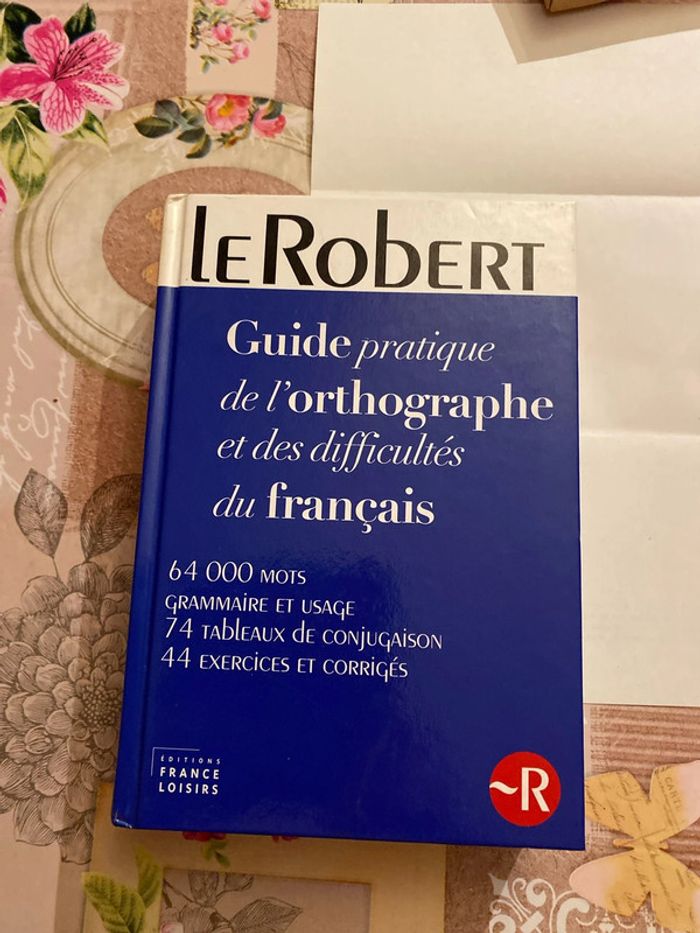 LE ROBERT
Guide pratique
de l'orthographe
et des difficultés
du français
64 000 MOTS
GRAMMAIRE ET USAGE
74 TABLEAUX DE CONJUGAISON
44 EXERCICES ET CORRIGÉS
ÉDITIONS
FRANCE
LOISIRS
~R